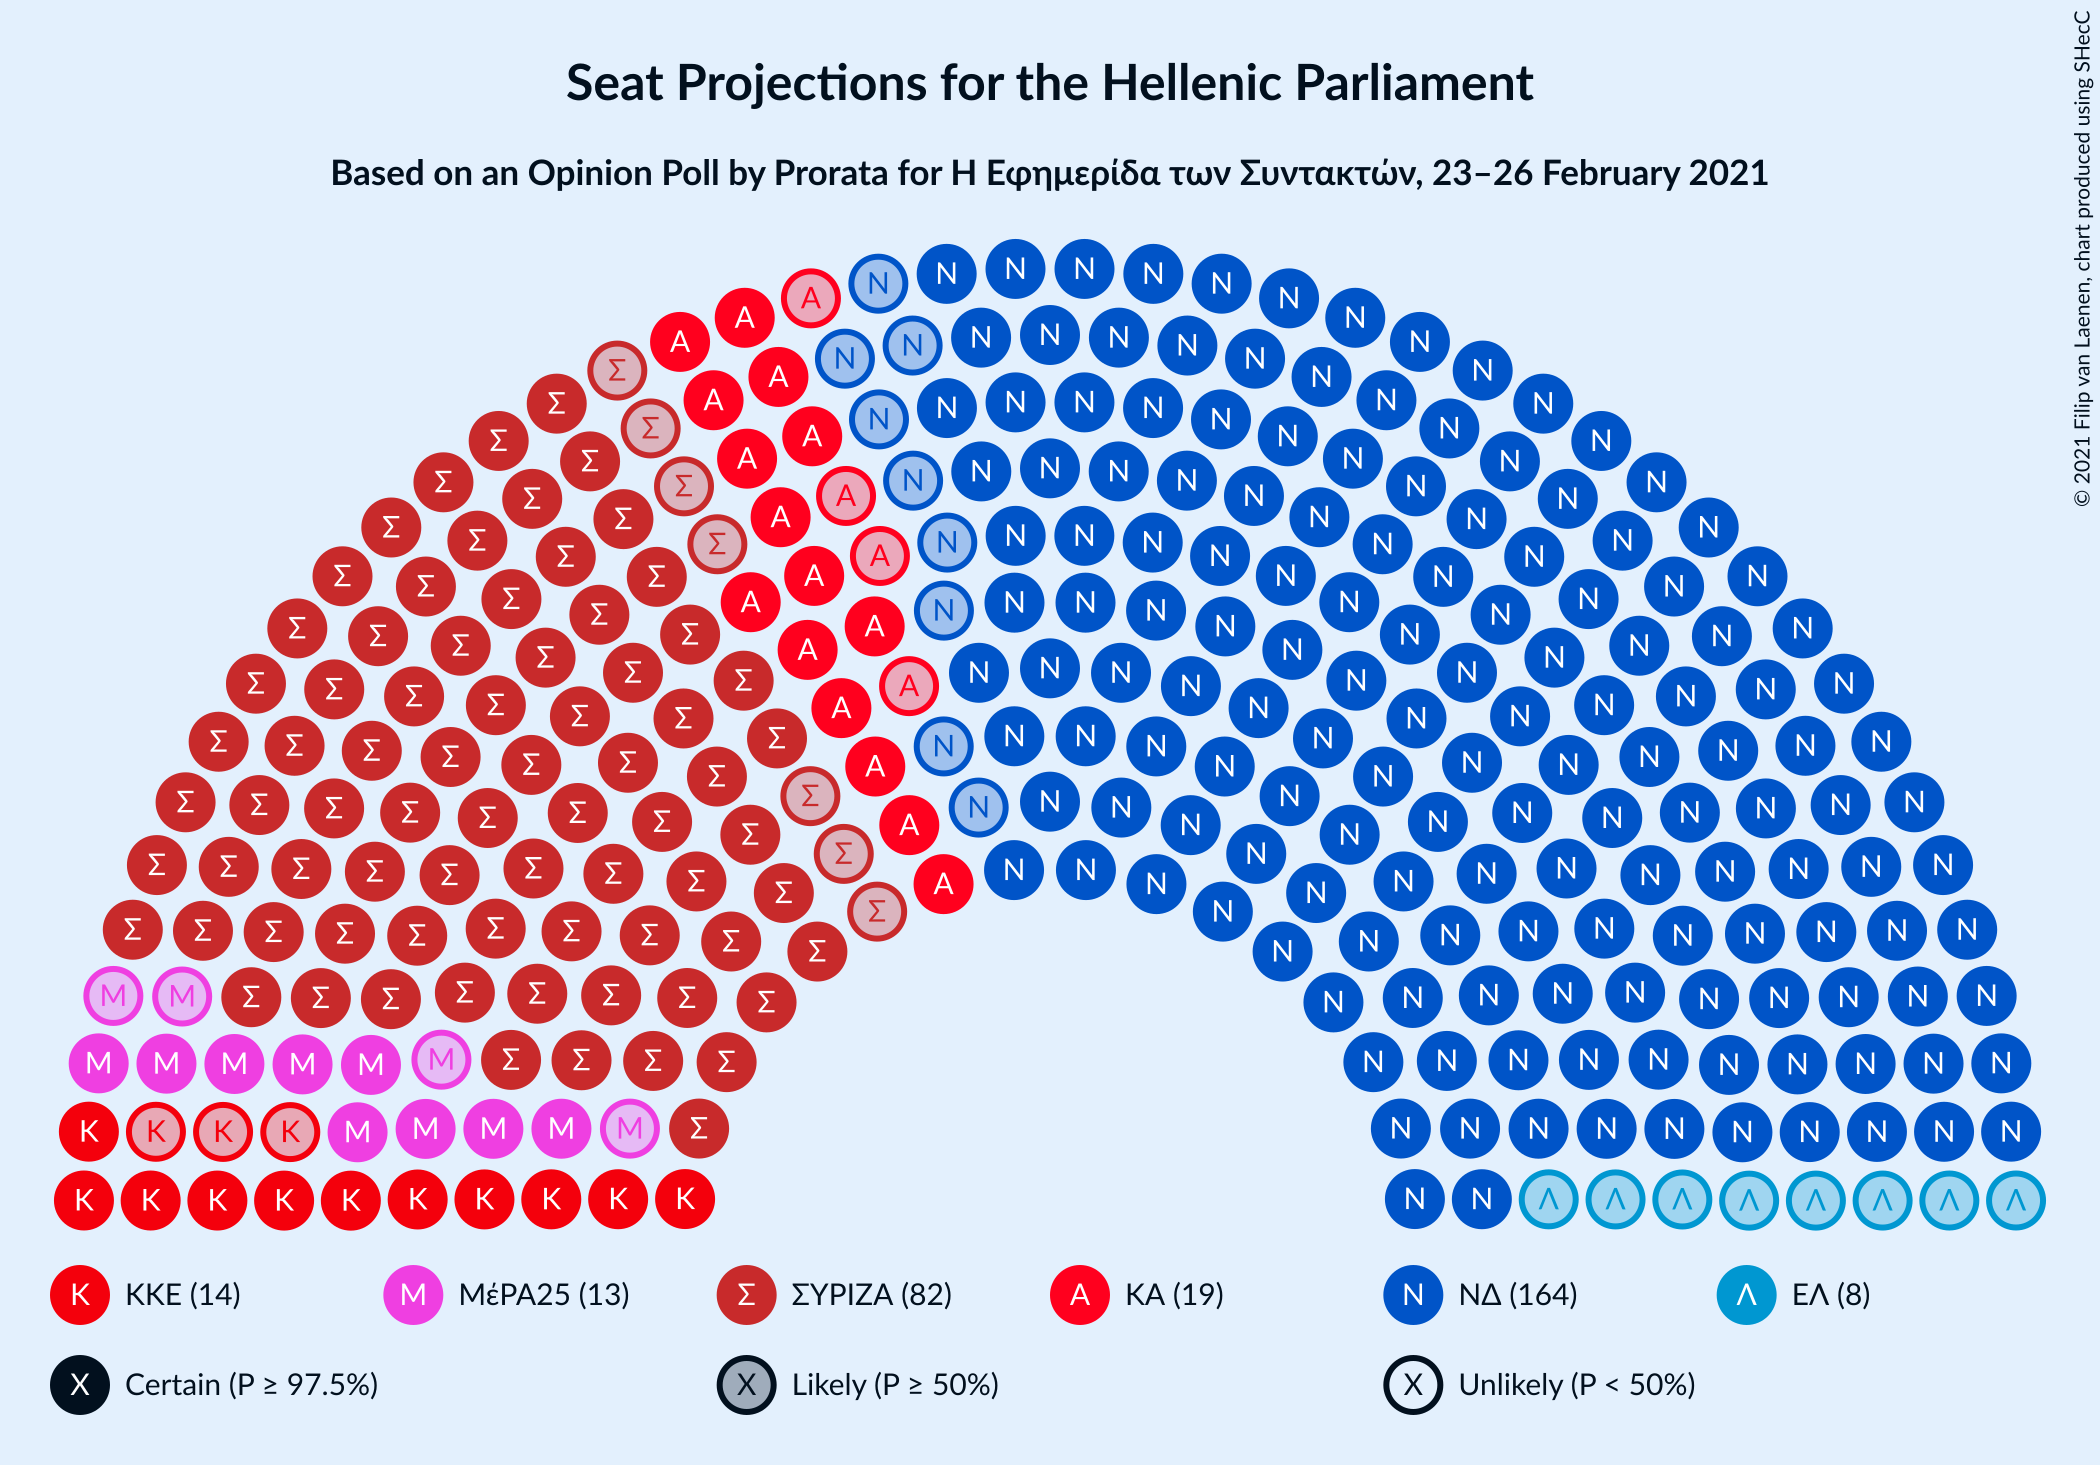 Seat Projections for the Hellenic Parliament
Based on an Opinion Poll by Prorata for Η Εφημερίδα των Συντακτών, 23–26 February 2021
© 2021 Filip van Laenen, chart produced using SHecC
Κ ΚΚΕ (14) Μ ΜέΡΑ25 (13) Σ ΣΥΡΙΖΑ (82) Α ΚΑ (19) Ν ΝΔ (164) Λ ΕΛ (8)
X Certain (P ≥ 97.5%) X Likely (P ≥ 50%) X Unlikely (P < 50%)